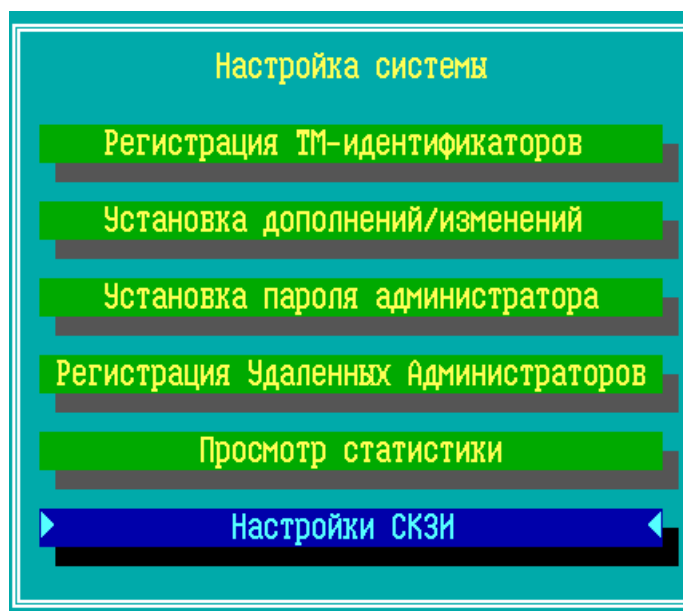 Настройка системы
Регистрация ТМ-идентификаторов
Установка дополнений/изменений
Установка пароля администратора
Регистрация Удаленных Администраторов
Просмотр статистики
Настройки СКЗИ